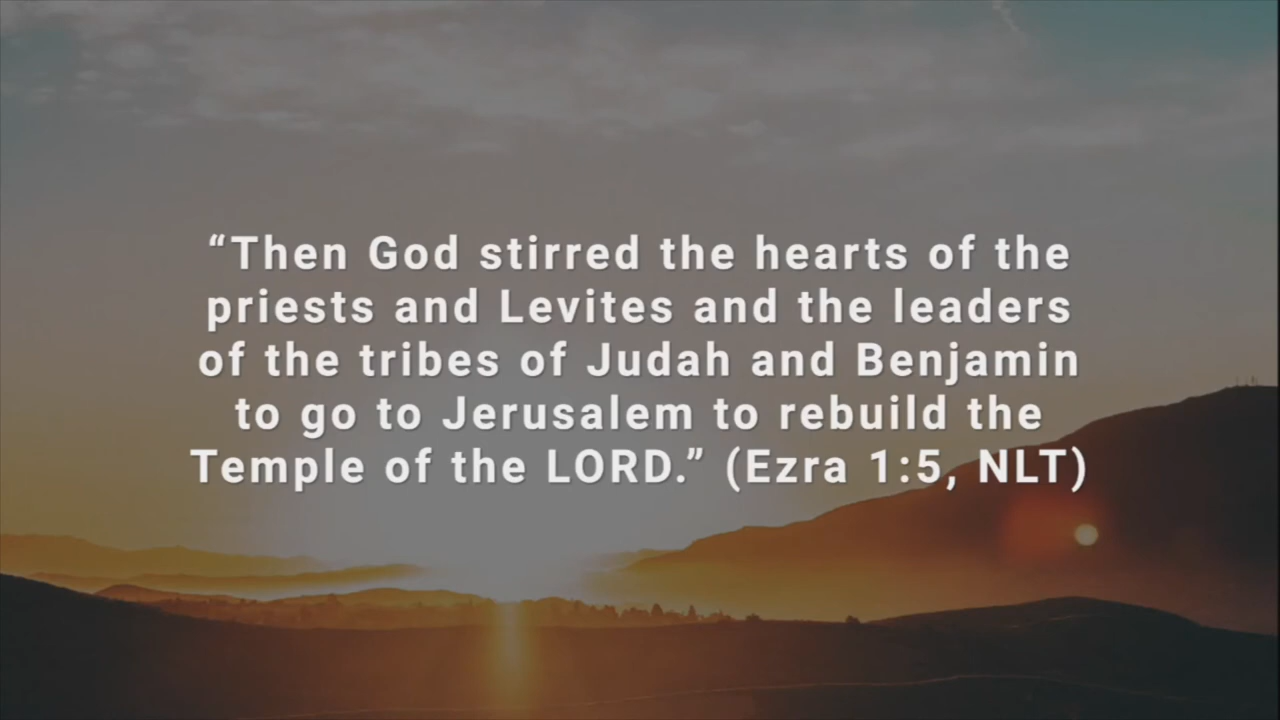 “Then God stirred the hearts of the
priests and Levites and the leaders
of the tribes of Judah and Benjamin
to go to Jerusalem to rebuild the
Temple of the LORD.” (Ezra 1:5, NLT)